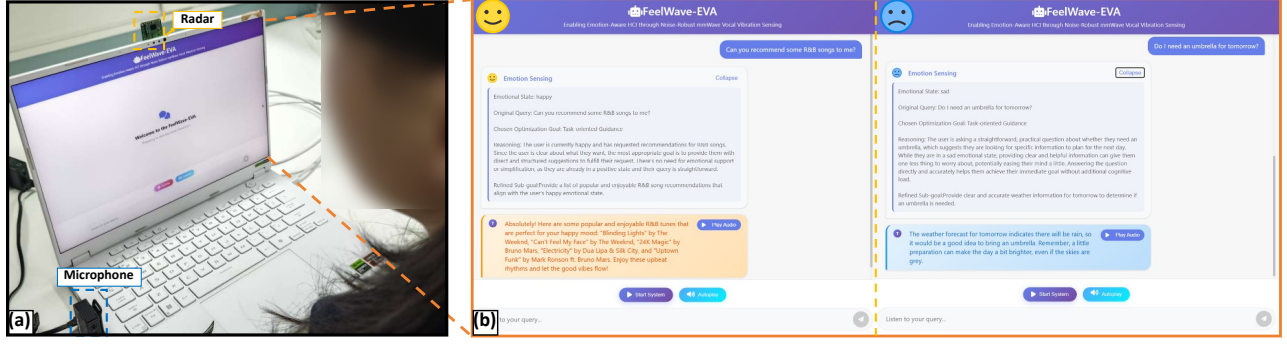 Radar
FeelWave-EVA
Welcome to the FeelWave-EVA
Microphone
(a)
FeelWave-EVA
Enabling Emotion-Aware HCI through Noise-Robust mmWave Vocal Vibration Sensing
Can you recommend some R&B songs to me?
Emotion Sensing
Collapse
Emotional State: happy
Original Query: Can you recommend some R&B songs to me?
Chosen Optimization Goal: Task-oriented Guidance
Reasoning: The user is currently happy and has requested recommendations for R&B songs.
Since the user is clear about what they want, the most appropriate goal is to provide them with
direct and structured suggestions to fulfill their request. There's no need for emotional support
or simplification, as they are already in a positive state and their query is straightforward.
Refined Sub-goalProvide a list of popular and enjoyable R&B song recommendations that
align with the user's happy emotional state.
Absolutely! Here are some popular and enjoyable R&B tunes that
are perfect for your happy mood: "Blinding Lights" by The
Weeknd, "Can't Feel My Face" by The Weeknd, "24K Magic" by
Bruno Mars, "Electricity" by Dua Lipa & Silk City, and "Uptown
Funk" by Mark Ronson ft. Bruno Mars. Enjoy these upbeat
rhythms and let the good vibes flow!
Play Audio
Start System
Autoplay
(b)
to your query...
FeelWave-EVA
Enabling Emotion-Aware HCI through Noise-Robust mmWave Vocal Vibration Sensing
Do I need an umbrella for tomorrow?
Emotion Sensing
Collapse
Emotional State: sad
Original Query: Do I need an umbrella for tomorrow?
Chosen Optimization Goal: Task-oriented Guidance
Reasoning: The user is asking a straightforward, practical question about whether they need an
umbrella, which suggests they are looking for specific information to plan for the next day.
While they are in a sad emotional state, providing clear and helpful information can give them
one less thing to worry about, potentially easing their mind a little. Answering the question
directly and accurately helps them achieve their immediate goal without additional cognitive
load.
Refined Sub-goalProvide clear and accurate weather information for tomorrow to determine if
an umbrella is needed.
The weather forecast for tomorrow indicates there will be rain, so
it would be a good idea to bring an umbrella. Remember, a little
preparation can make the day a bit brighter, even if the skies are
grey.
Play Audio
Start System
Autoplay
Listen to your query...